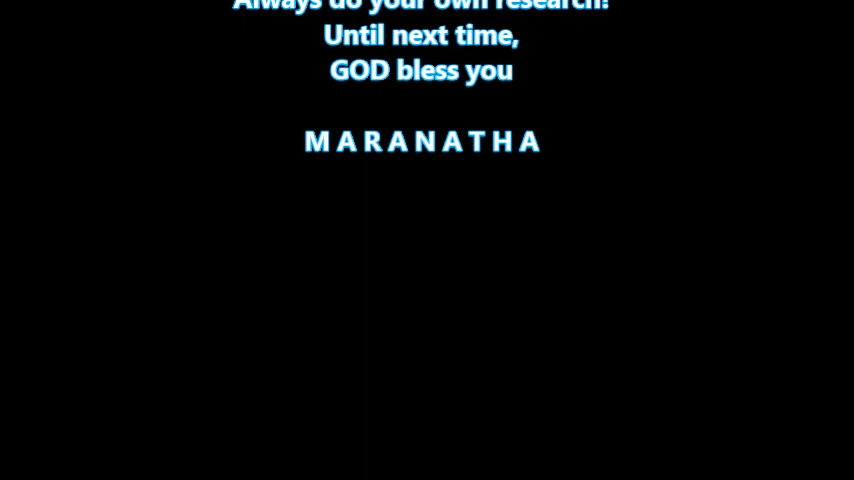 Always do your own research!
Until next time,
GOD bless you
M A R A N A T H A